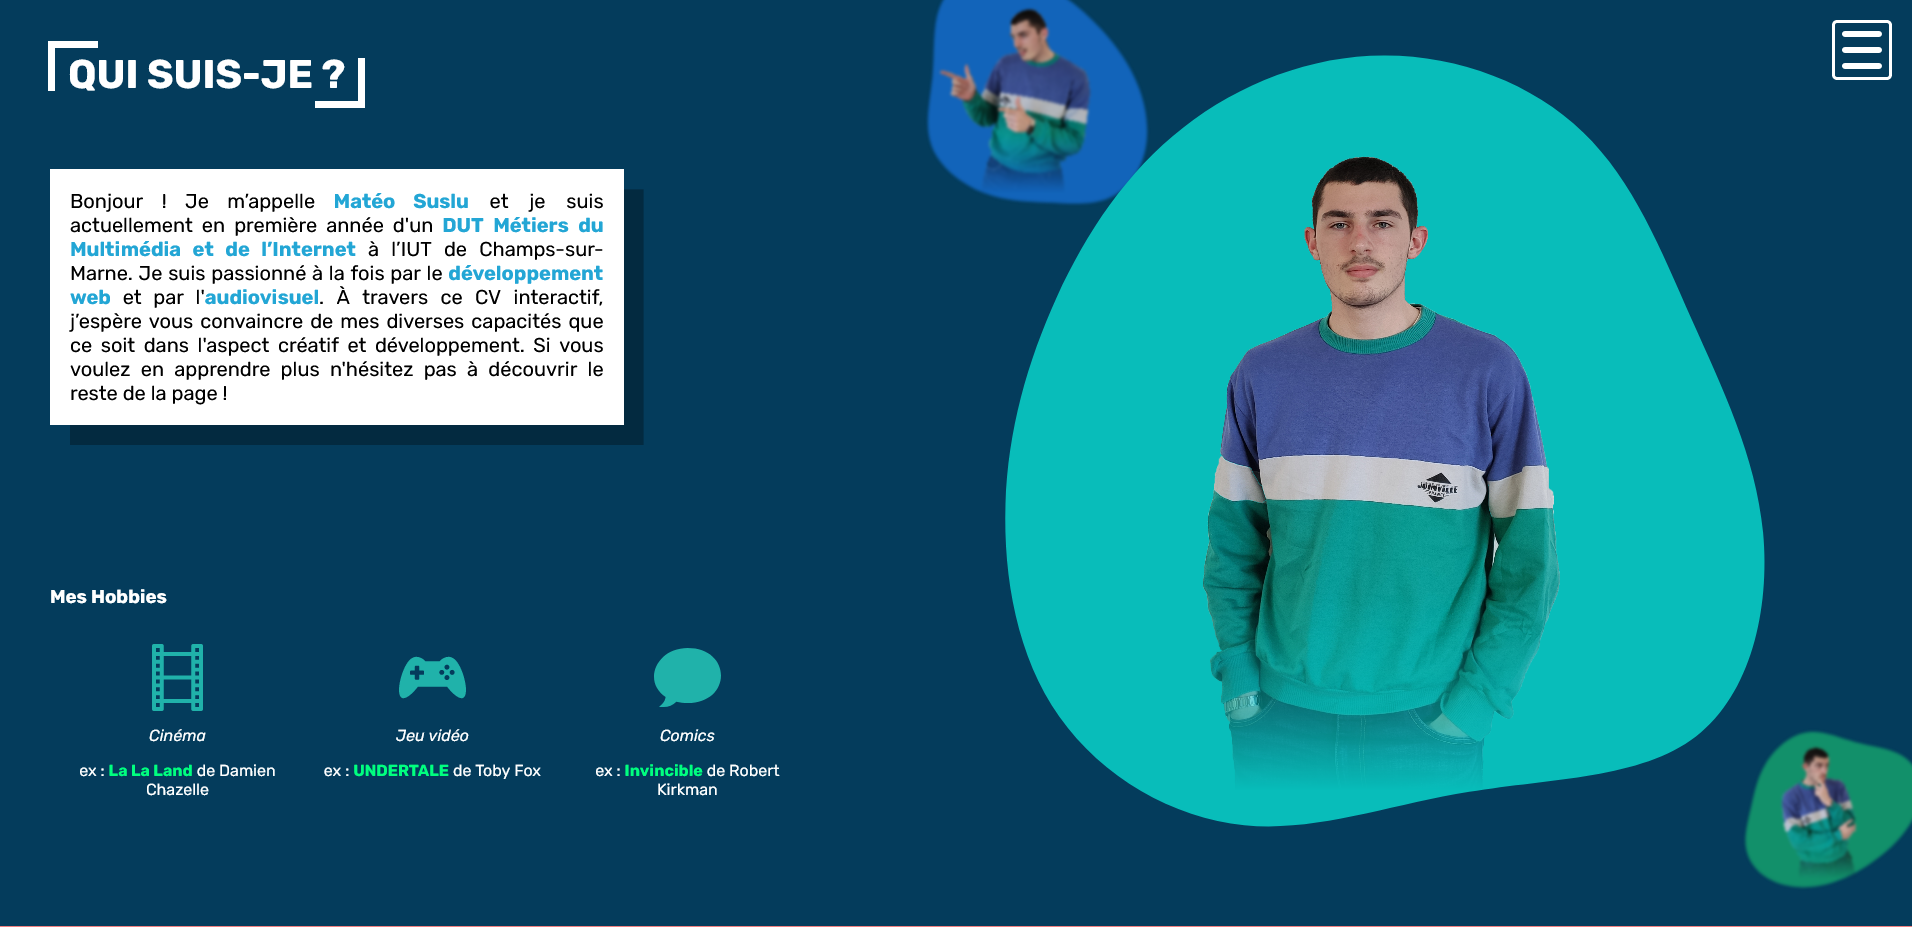 QUI SUIS-JE ?
Bonjour ! Je m’appelle Matéo Suslu et je suis
actuellement en première année d'un DUT Métiers du
Multimédia et de l’Internet à l’IUT de Champs-sur-
Marne. Je suis passionné à la fois par le développement
web et par l'audiovisuel. À travers ce CV interactif,
j’espère vous convaincre de mes diverses capacités que
ce soit dans l'aspect créatif et développement. Si vous
voulez en apprendre plus n'hésitez pas à découvrir le
reste de la page !
JOINVILLE
Mes Hobbies
Cinéma
ex : La La Land de Damien
Chazelle
Jeu vidéo
ex : UNDERTALE de Toby Fox
Comics
ex : Invincible de Robert
Kirkman